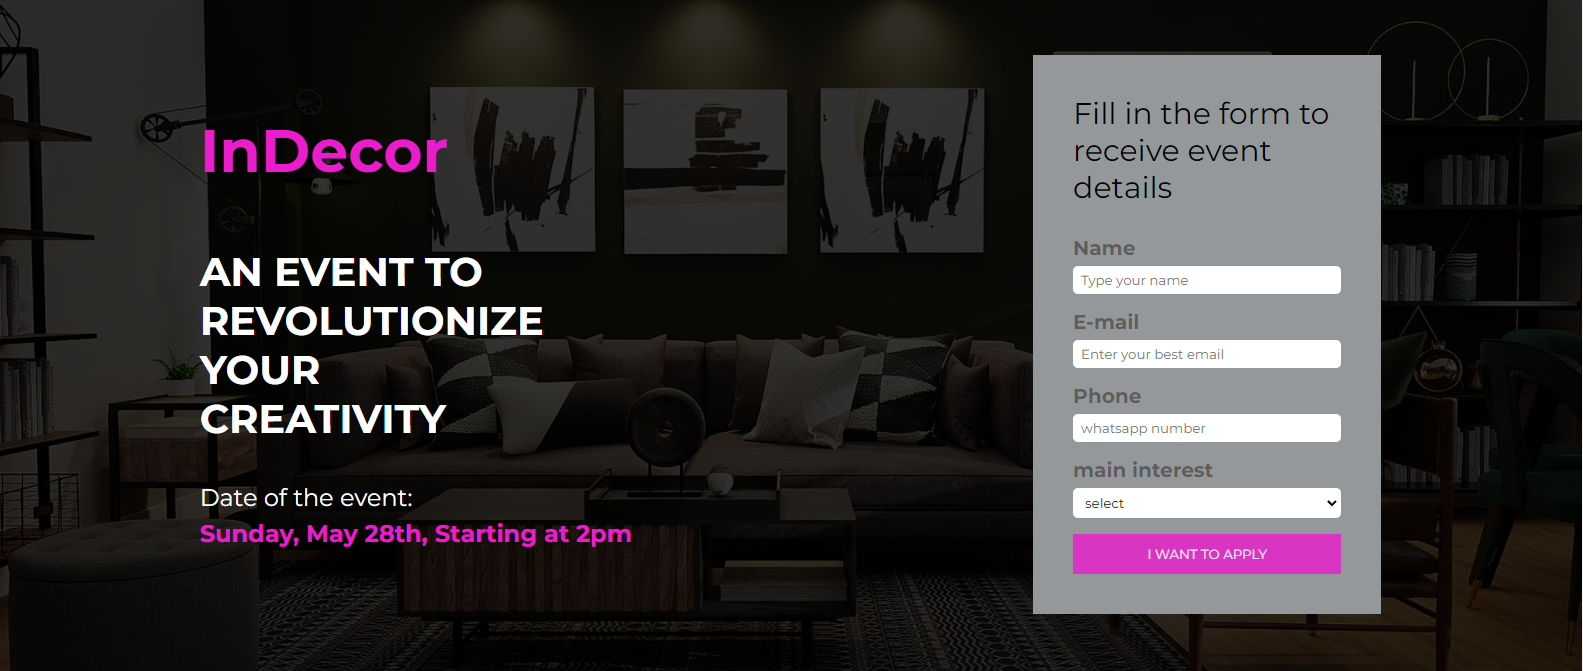 InDecor
AN EVENT TO
REVOLUTIONIZE
YOUR
CREATIVITY
Date of the event:
Sunday, May 28th, Starting at 2pm
Fill in the form to
receive event
details
Name
Type your name
E-mail
Enter your best email
Phone
whatsapp number
main interest
select
I WANT TO APPLY